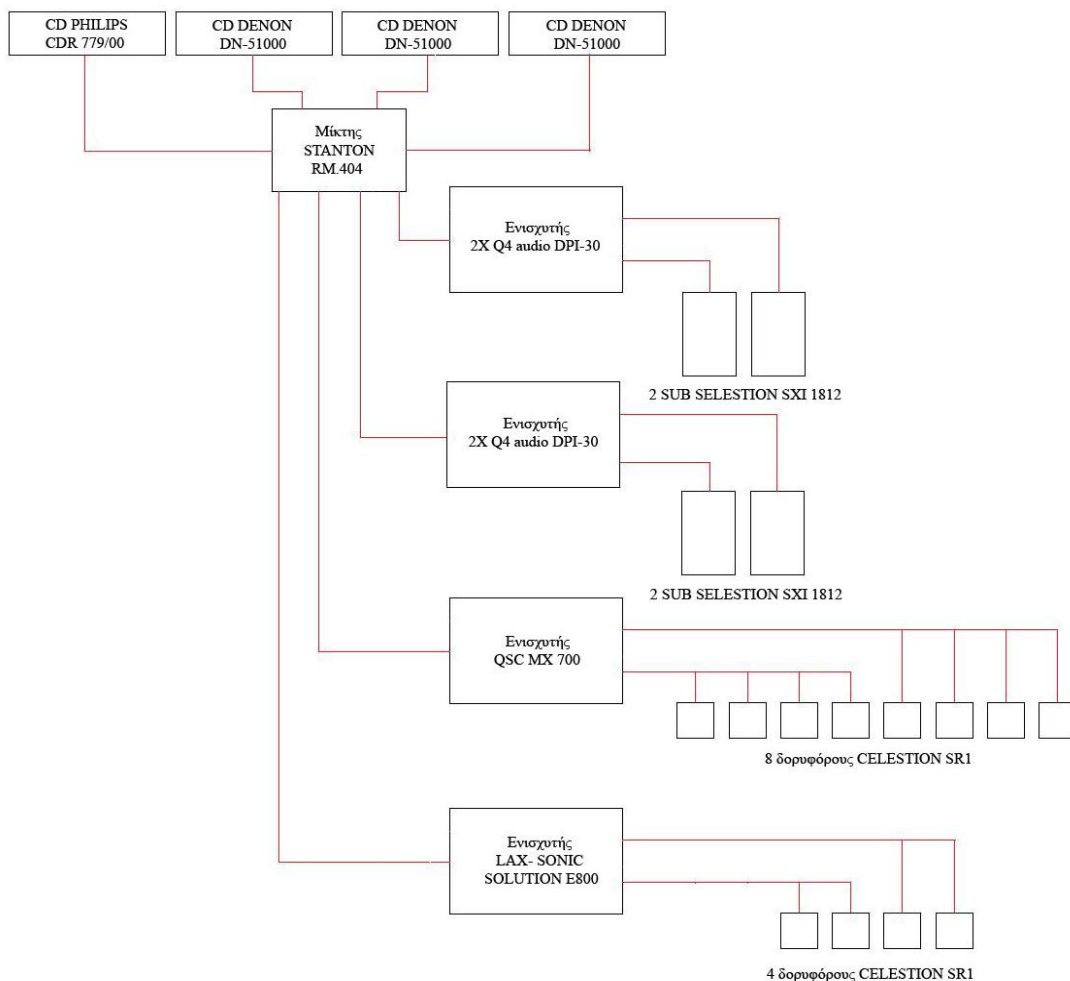 CD PHILIPS
CDR 779/00
CD DENON
DN-51000
CD DENON
DN-51000
CD DENON
DN-51000
Μίκτης
STANTON
RM.404
Ενισχυτής
2X Q4 audio DPI-30
2 SUB SELESTION SXI 1812
Ενισχυτής
2X Q4 audio DPI-30
2 SUB SELESTION SXI 1812
Ενισχυτής
QSC MX 700
8 δορυφόρους CELESTION SR1
Ενισχυτής
LAX- SONIC
SOLUTION E800
4 δορυφόρους CELESTION SR1